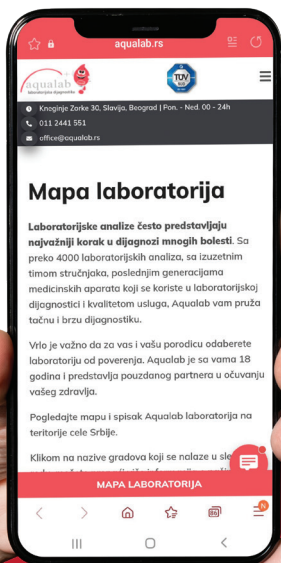 aqualab.rs
aqualab
laboratorijska dijagnostika
TÜV
Knoginje Zorke 30, Slavija, Beograd | Pon. - Ned. 00 - 24h
011 2441 551
office@aqualab.rs
Mapa laboratorija
Laboratorijske analize često predstavljaju
najvažniji korak u dijagnozi mnogih bolesti. Sa
preko 4000 laboratorijskih analiza, sa izuzetnim
timom stručnjaka, poslednjim generacijama
medicinskih aparata koji se koriste u laboratorijskoj
dijagnostici i kvalitetom usluga, Aqualab vam pruža
tačnu i brzu dijagnostiku.
Vrlo je važno da za vas i vašu porodicu odaberete
laboratoriju od poverenja. Aqualab je sa vama 18
godina i predstavlja pouzdanog partnera u očuvanju
vašeg zdravlja.
Pogledajte mapu i spisak Aqualab laboratorija na
teritorije cele Srbije.
Klikom na nazive gradova koji se nalaze u
MAPA LABORATORIJA
86
N